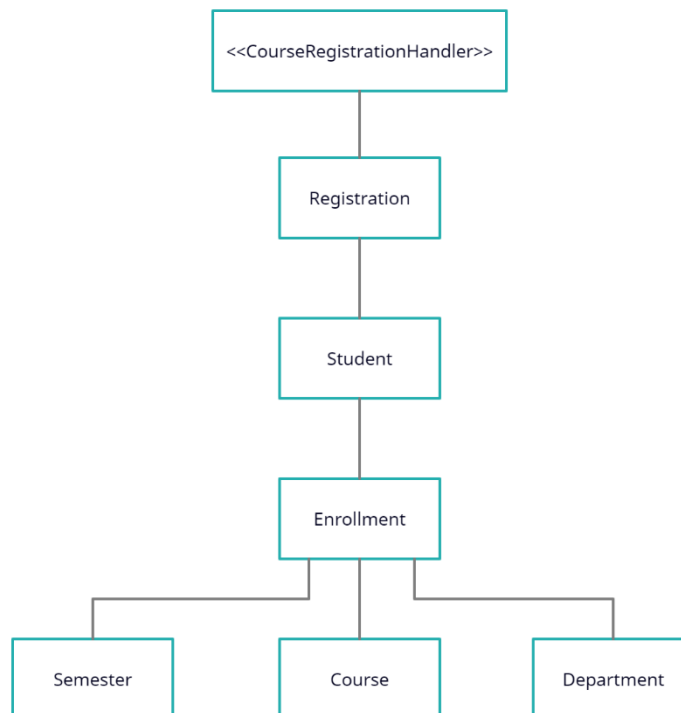 <<CourseRegistrationHandler>>
Registration
Student
Enrollment
Semester
Course
Department